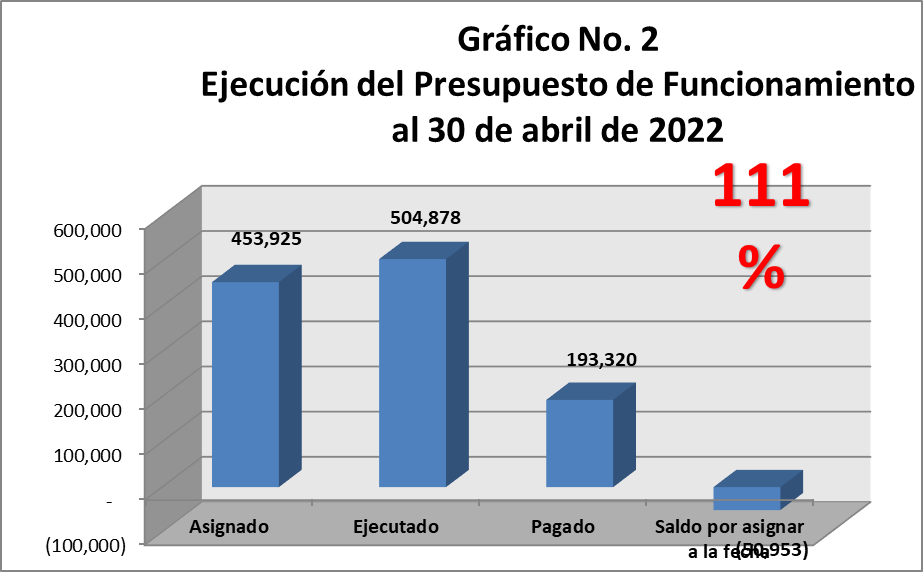 Gráfico No. 2
Ejecución del Presupuesto de Funcionamiento
al 30 de abril de 2022
111
%
600,000
500,000
400,000
300,000
200,000
100,000
-
(100,000)
453,925
504,878
193,320
(50,953)
Asignado
Ejecutado
Pagado
Saldo por asignar
a la fecha